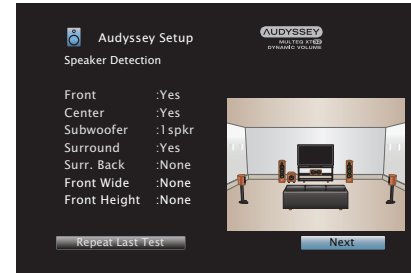 Audyssey Setup
AUDYSSEY
MULTEQ XT32
DYNAMIC VOLUME
Speaker Detection
Front :Yes
Center :Yes
Subwoofer :1spkr
Surround :Yes
Surr. Back :None
Front Wide :None
Front Height :None
Repeat Last Test
Next